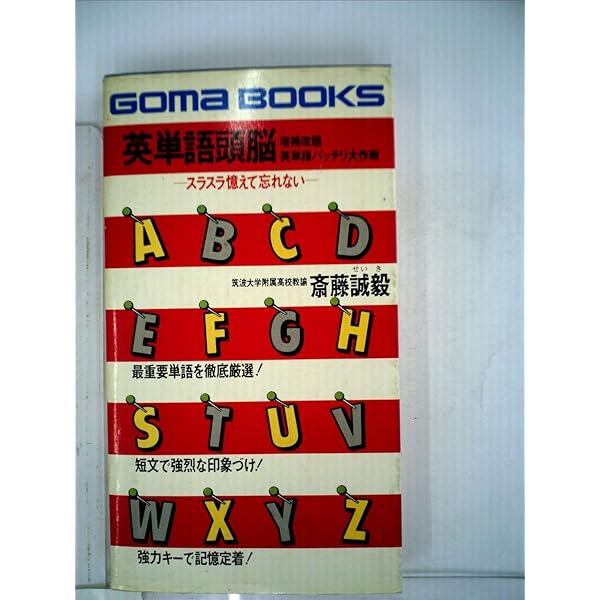 GOMA BOOKS
英単語頭脳
増補改題
英単語バッチリ大作戦
—スラスラ憶えて忘れない—
A B C D
筑波大学附属高校教諭 斎藤誠毅
せいき
E F G H
最重要単語を徹底厳選!
S T U V
短文で強烈な印象づけ!
W X Y Z
強力キーで記憶定着!